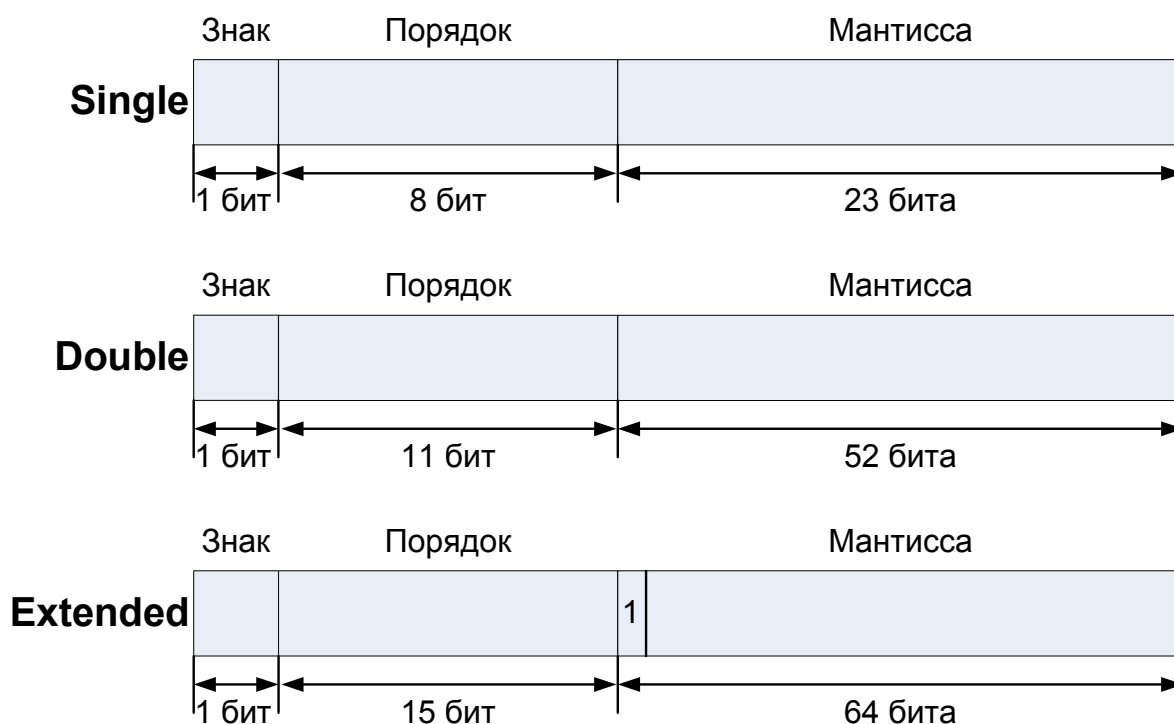 Знак Порядок Мантисса
Single
1 бит 8 бит 23 бита
Знак Порядок Мантисса
Double
1 бит 11 бит 52 бита
Знак Порядок Мантисса
Extended 1
1 бит 15 бит 64 бита